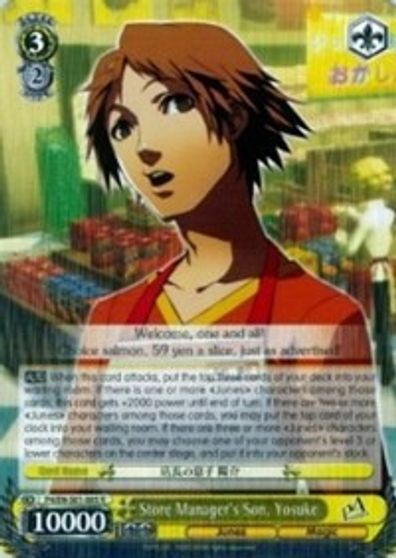 3
2
おかし
Welcome, one and all!
Choice salmon, 59 yen a slice, just as advertised!
When this card attacks, put the top three cards of your deck into your
waiting room. If there is one or more <Junes> characters among those
cards, this card gets +2000 power until end of turn. If there are two or more
<Junes> characters among those cards, you may put the top card of your
clock into your waiting room. If there are three or more <Junes> characters
among those cards, you may choose one of your opponent's level 3 or
lower characters on center stage, and put it into the waiting room.
Card Name
店長の息子 陽介
Store Manager's Son, Yosuke
10000
Junes
Magic